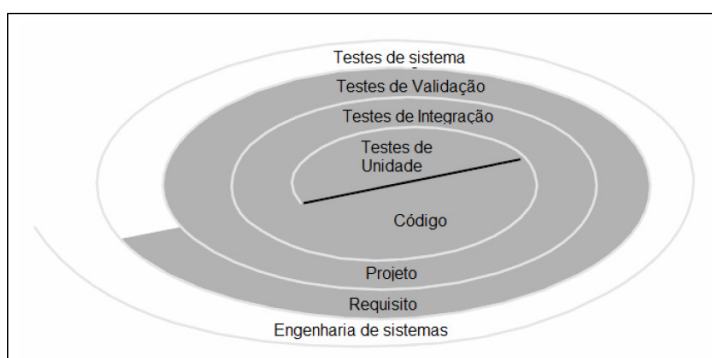 Testes de sistema
Testes de Validação
Testes de Integração
Testes de
Unidade
Código
Projeto
Requisito
Engenharia de sistemas